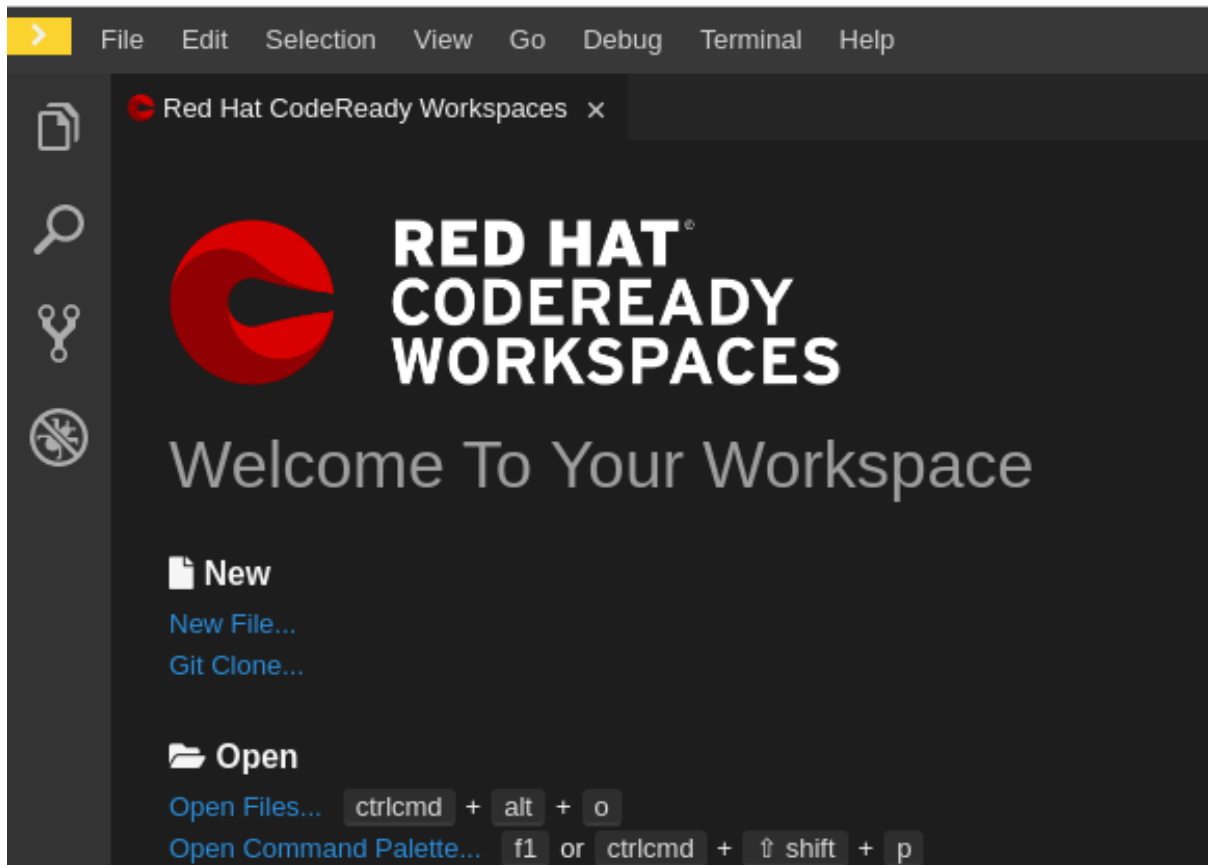 File Edit Selection View Go Debug Terminal Help
Red Hat CodeReady Workspaces ×
RED HAT®
CODEREADY
WORKSPACES
Welcome To Your Workspace
New
New File...
Git Clone...
Open
Open Files... ctrlcmd + alt + o
Open Command Palette... f1 or ctrlcmd + ⇧ shift + p